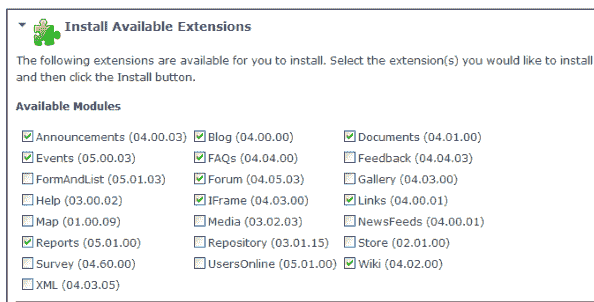 Install Available Extensions
The following extensions are available for you to install. Select the extension(s) you would like to install
and then click the Install button.
Available Modules
Announcements (04.00.03) Blog (04.00.00) Documents (04.01.00)
Events (05.00.03) FAQs (04.04.00) Feedback (04.04.03)
FormAndList (05.01.03) Forum (04.05.03) Gallery (04.03.00)
Help (03.00.02) IFrame (04.03.00) Links (04.00.01)
Map (01.00.09) Media (03.02.03) NewsFeeds (04.00.01)
Reports (05.01.00) Repository (03.01.15) Store (02.01.00)
Survey (04.60.00) UsersOnline (05.01.00) Wiki (04.02.00)
XML (04.03.05)